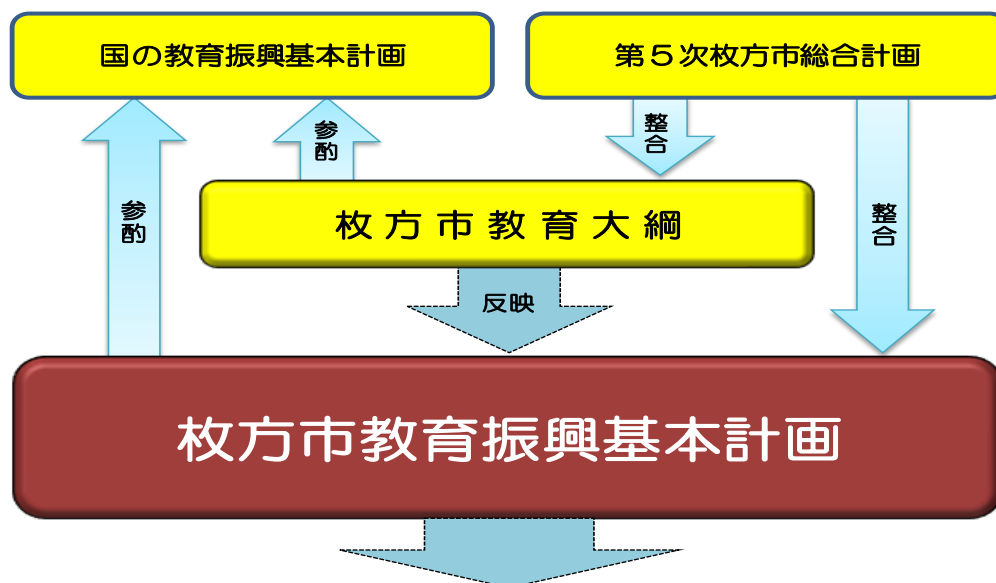 国の教育振興基本計画
第５次枚方市総合計画
参酌
整合
参酌
枚方市教育大綱
整合
反映
枚方市教育振興基本計画